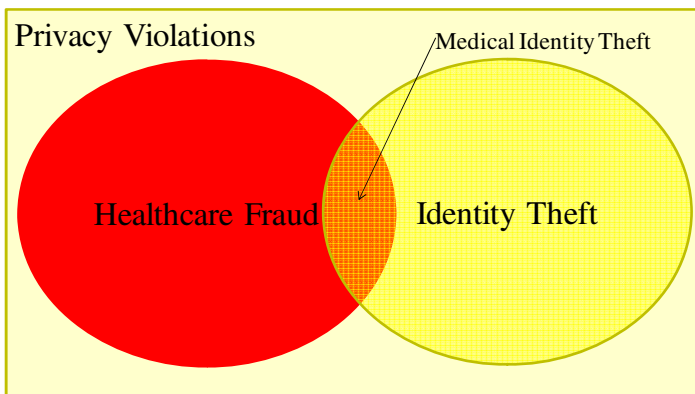 Privacy Violations
Medical Identity Theft
Healthcare Fraud
Identity Theft